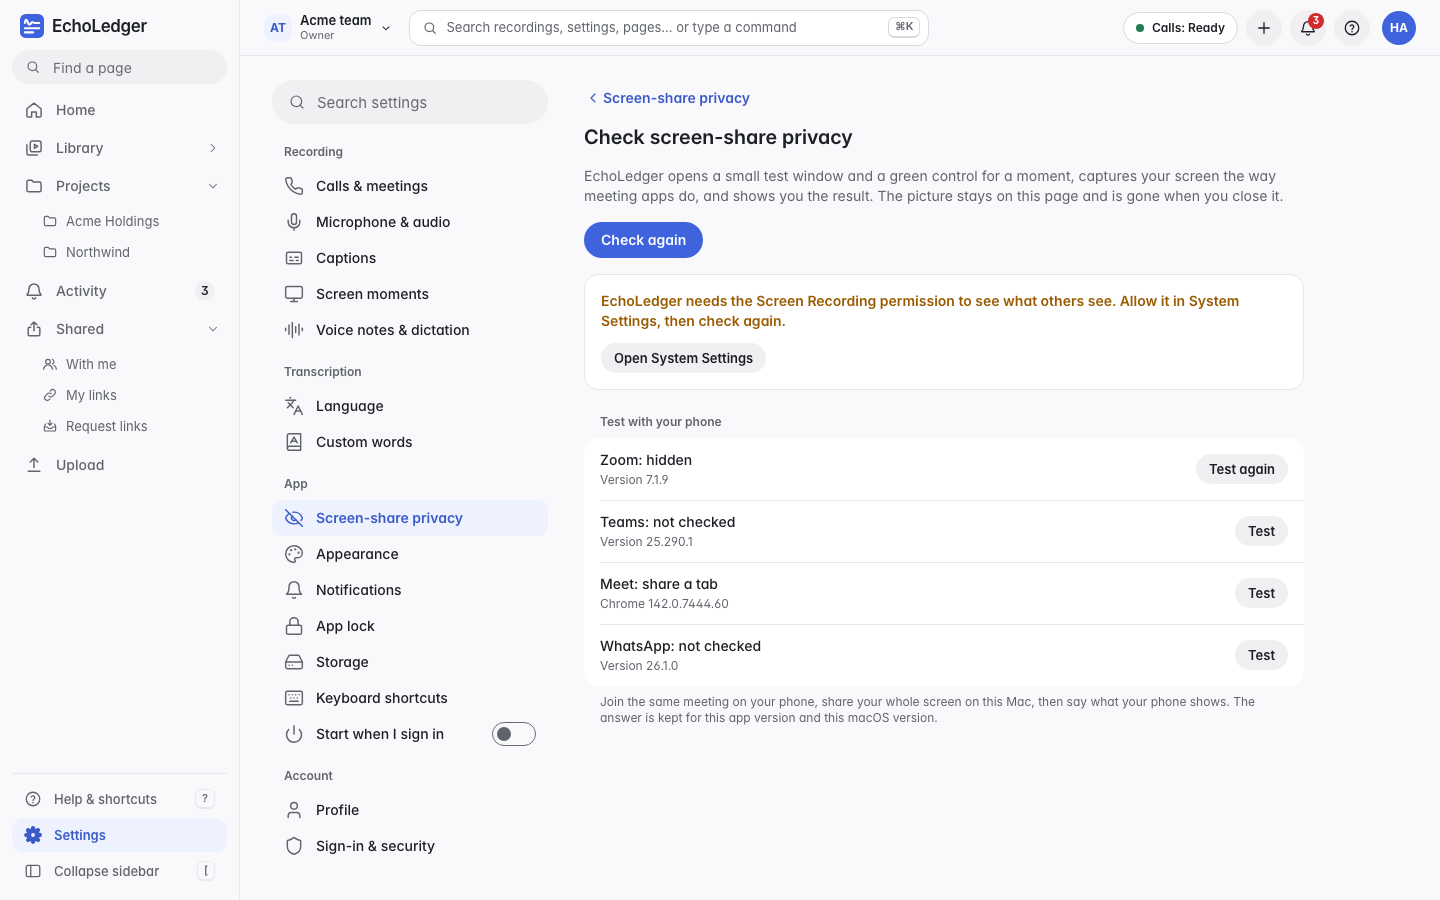 EchoLedger
Find a page
Home
Library
Projects
Acme Holdings
Northwind
Activity 3
Shared
With me
My links
Request links
Upload
Help & shortcuts ?
Settings
Collapse sidebar [
AT
Acme team
Owner
Search recordings, settings, pages... or type a command ⌘K
Calls: Ready
3
HA
Search settings
Recording
Calls & meetings
Microphone & audio
Captions
Screen moments
Voice notes & dictation
Transcription
Language
Custom words
App
Screen-share privacy
Appearance
Notifications
App lock
Storage
Keyboard shortcuts
Start when I sign in
Account
Profile
Sign-in & security
Screen-share privacy
Check screen-share privacy
EchoLedger opens a small test window and a green control for a moment, captures your screen the way
meeting apps do, and shows you the result. The picture stays on this page and is gone when you close it.
Check again
EchoLedger needs the Screen Recording permission to see what others see. Allow it in System
Settings, then check again.
Open System Settings
Test with your phone
Zoom: hidden
Version 7.1.9
Test again
Teams: not checked
Version 25.290.1
Test
Meet: share a tab
Chrome 142.0.7444.60
Test
WhatsApp: not checked
Version 26.1.0
Test
Join the same meeting on your phone, share your whole screen on this Mac, then say what your phone shows. The
answer is kept for this app version and this macOS version.